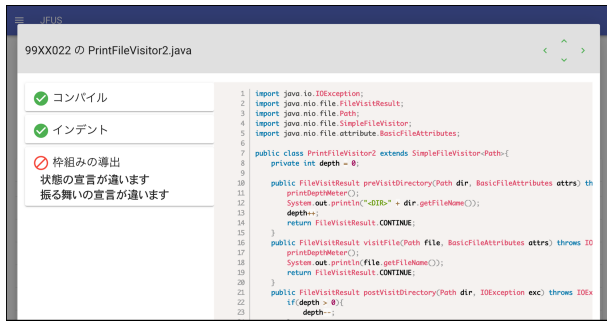 JFUS
99XX022 の PrintFileVisitor2.java
コンパイル
インデント
枠組みの導出
状態の宣言が違います
振る舞いの宣言が違います
1 import java.io.IOException;
2 import java.nio.file.FileVisitResult;
3 import java.nio.file.Path;
4 import java.nio.file.SimpleFileVisitor;
5 import java.nio.file.attribute.BasicFileAttributes;
6
7 public class PrintFileVisitor2 extends SimpleFileVisitor<Path>{
8 private int depth = 0;
9
10 public FileVisitResult preVisitDirectory(Path dir, BasicFileAttributes attrs) th
11 printDepthMeter();
12 System.out.println("<DIR>" + dir.getFileName());
13 depth++;
14 return FileVisitResult.CONTINUE;
15 }
16 public FileVisitResult visitFile(Path file, BasicFileAttributes attrs) throws IO
17 printDepthMeter();
18 System.out.println(file.getFileName());
19 return FileVisitResult.CONTINUE;
20 }
21 public FileVisitResult postVisitDirectory(Path dir, IOException exc) throws IOEx
22 if(depth > 0){
23 depth--;